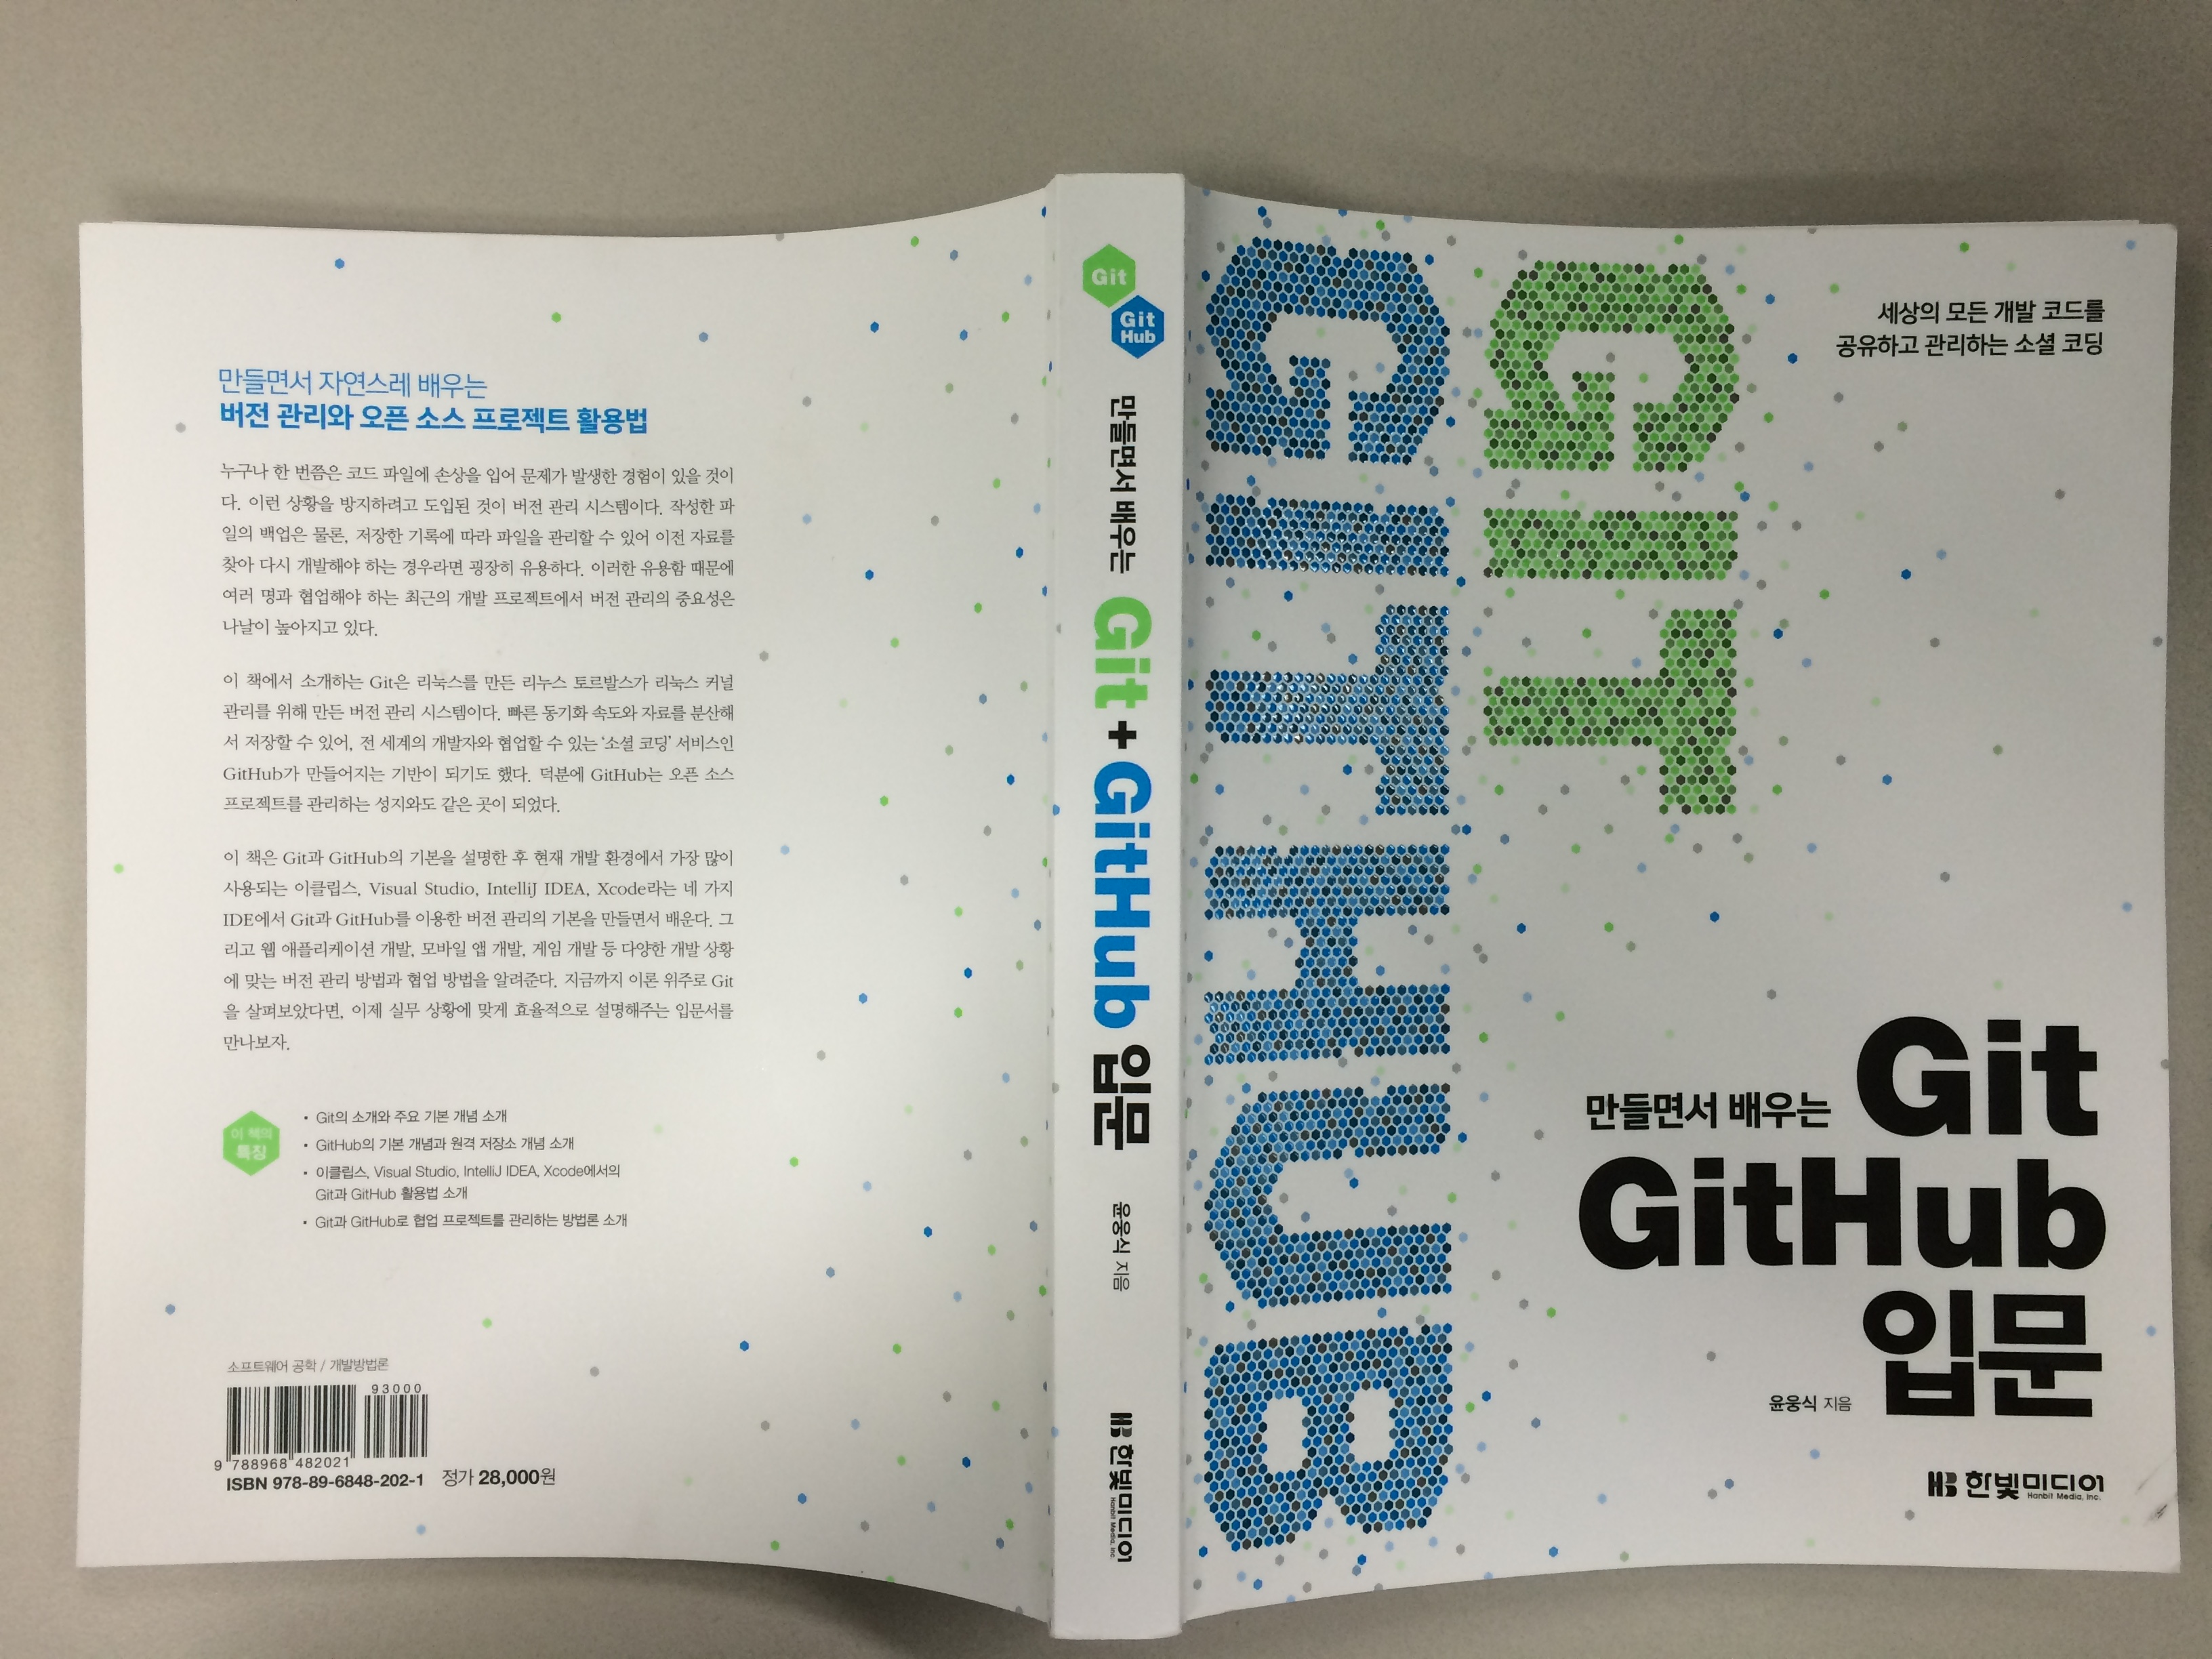 만들면서 자연스레 배우는
버전 관리와 오픈 소스 프로젝트 활용법
누구나 한 번쯤은 코드 파일에 손상을 입어 문제가 발생한 경험이 있을 것이
다. 이런 상황을 방지하려고 도입된 것이 버전 관리 시스템이다. 작성한 파
일의 백업은 물론, 저장한 기록에 따라 파일을 관리할 수 있어 이전 자료를
찾아 다시 개발해야 하는 경우라면 굉장히 유용하다. 이러한 유용함 때문에
여러 명과 협업해야 하는 최근의 개발 프로젝트에서 버전 관리의 중요성은
나날이 높아지고 있다.
이 책에서 소개하는 Git은 리눅스를 만든 리누스 토르발스가 리눅스 커널
관리를 위해 만든 버전 관리 시스템이다. 빠른 동기화 속도와 자료를 분산해
서 저장할 수 있어, 전 세계의 개발자와 협업할 수 있는 ‘소셜 코딩’ 서비스인
GitHub가 만들어지는 기반이 되기도 했다. 덕분에 GitHub는 오픈 소스
프로젝트를 관리하는 성지와도 같은 곳이 되었다.
이 책은 Git과 GitHub의 기본을 설명한 후 현재 개발 환경에서 가장 많이
사용되는 이클립스, Visual Studio, IntelliJ IDEA, Xcode라는 네 가지
IDE에서 Git과 GitHub를 이용한 버전 관리의 기본을 만들면서 배운다. 그
리고 웹 애플리케이션 개발, 모바일 앱 개발, 게임 개발 등 다양한 개발 상황
에 맞는 버전 관리 방법과 협업 방법을 알려준다. 지금까지 이론 위주로 Git
을 살펴보았다면, 이제 실무 상황에 맞게 효율적으로 설명해주는 입문서를
만나보자.
이 책의
특징
• Git의 소개와 주요 기본 개념 소개
• GitHub의 기본 개념과 원격 저장소 개념 소개
• 이클립스, Visual Studio, IntelliJ IDEA, Xcode에서의
Git과 GitHub 활용법 소개
• Git과 GitHub로 협업 프로젝트를 관리하는 방법론 소개
소프트웨어 공학 / 개발방법론
93000
9 788968 482021
ISBN 978-89-6848-202-1 정가 28,000원
Git
Git
Hub
만들면서 배우는 Git + GitHub 입문
윤웅식 지음
HB 한빛미디어
Hanbit Media, Inc.
GIT
GITHUB
세상의 모든 개발 코드를
공유하고 관리하는 소셜 코딩
만들면서 배우는 Git
GitHub
입문
윤웅식 지음
HB 한빛미디어
Hanbit Media, Inc.